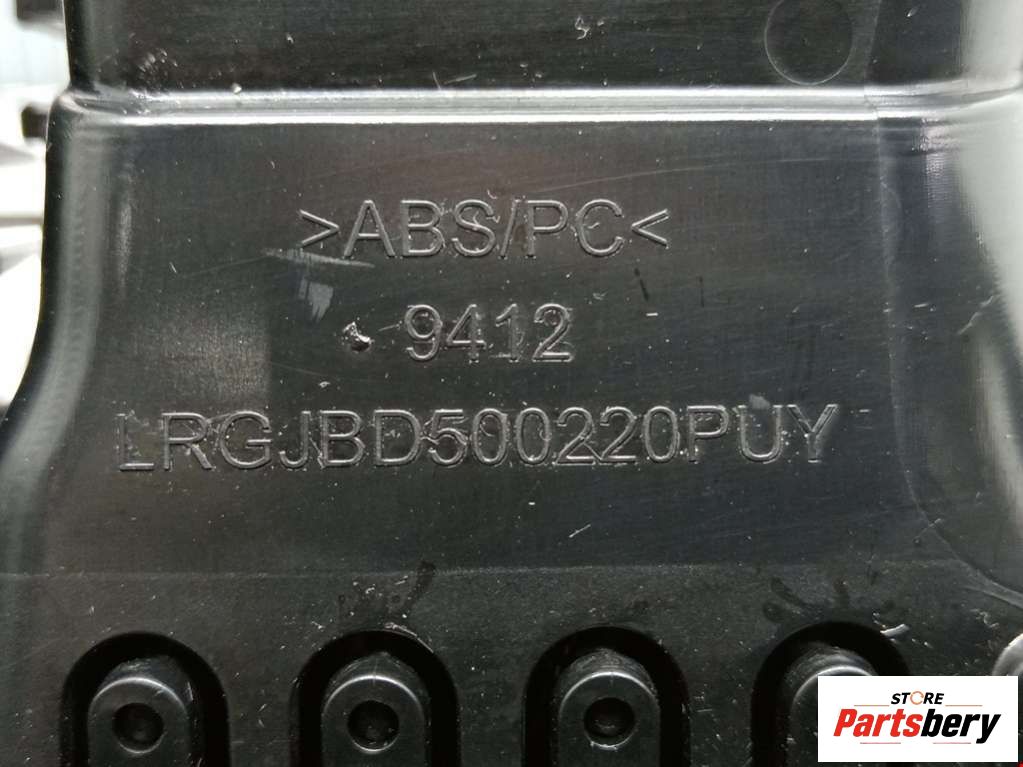 >ABS/PC<
9412
LRGJBD500220PUY
STORE
Partsbery